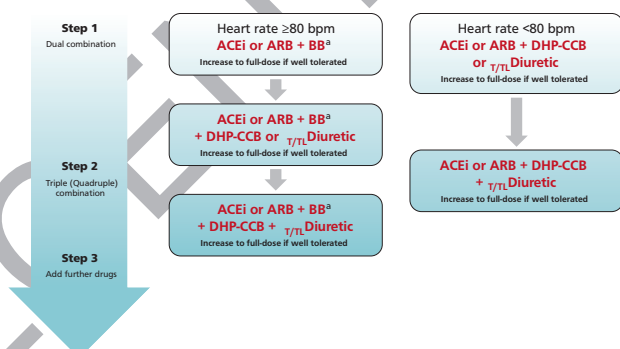 Step 1
Dual combination
Step 2
Triple (Quadruple)
combination
Step 3
Add further drugs
Heart rate ≥80 bpm
ACEi or ARB + BBa
Increase to full-dose if well tolerated
ACEi or ARB + BBa
+ DHP-CCB or T/TLDiuretic
Increase to full-dose if well tolerated
ACEi or ARB + BBa
+ DHP-CCB + T/TLDiuretic
Increase to full-dose if well tolerated
Heart rate <80 bpm
ACEi or ARB + DHP-CCB
or T/TLDiuretic
Increase to full-dose if well tolerated
ACEi or ARB + DHP-CCB
+ T/TLDiuretic
Increase to full-dose if well tolerated